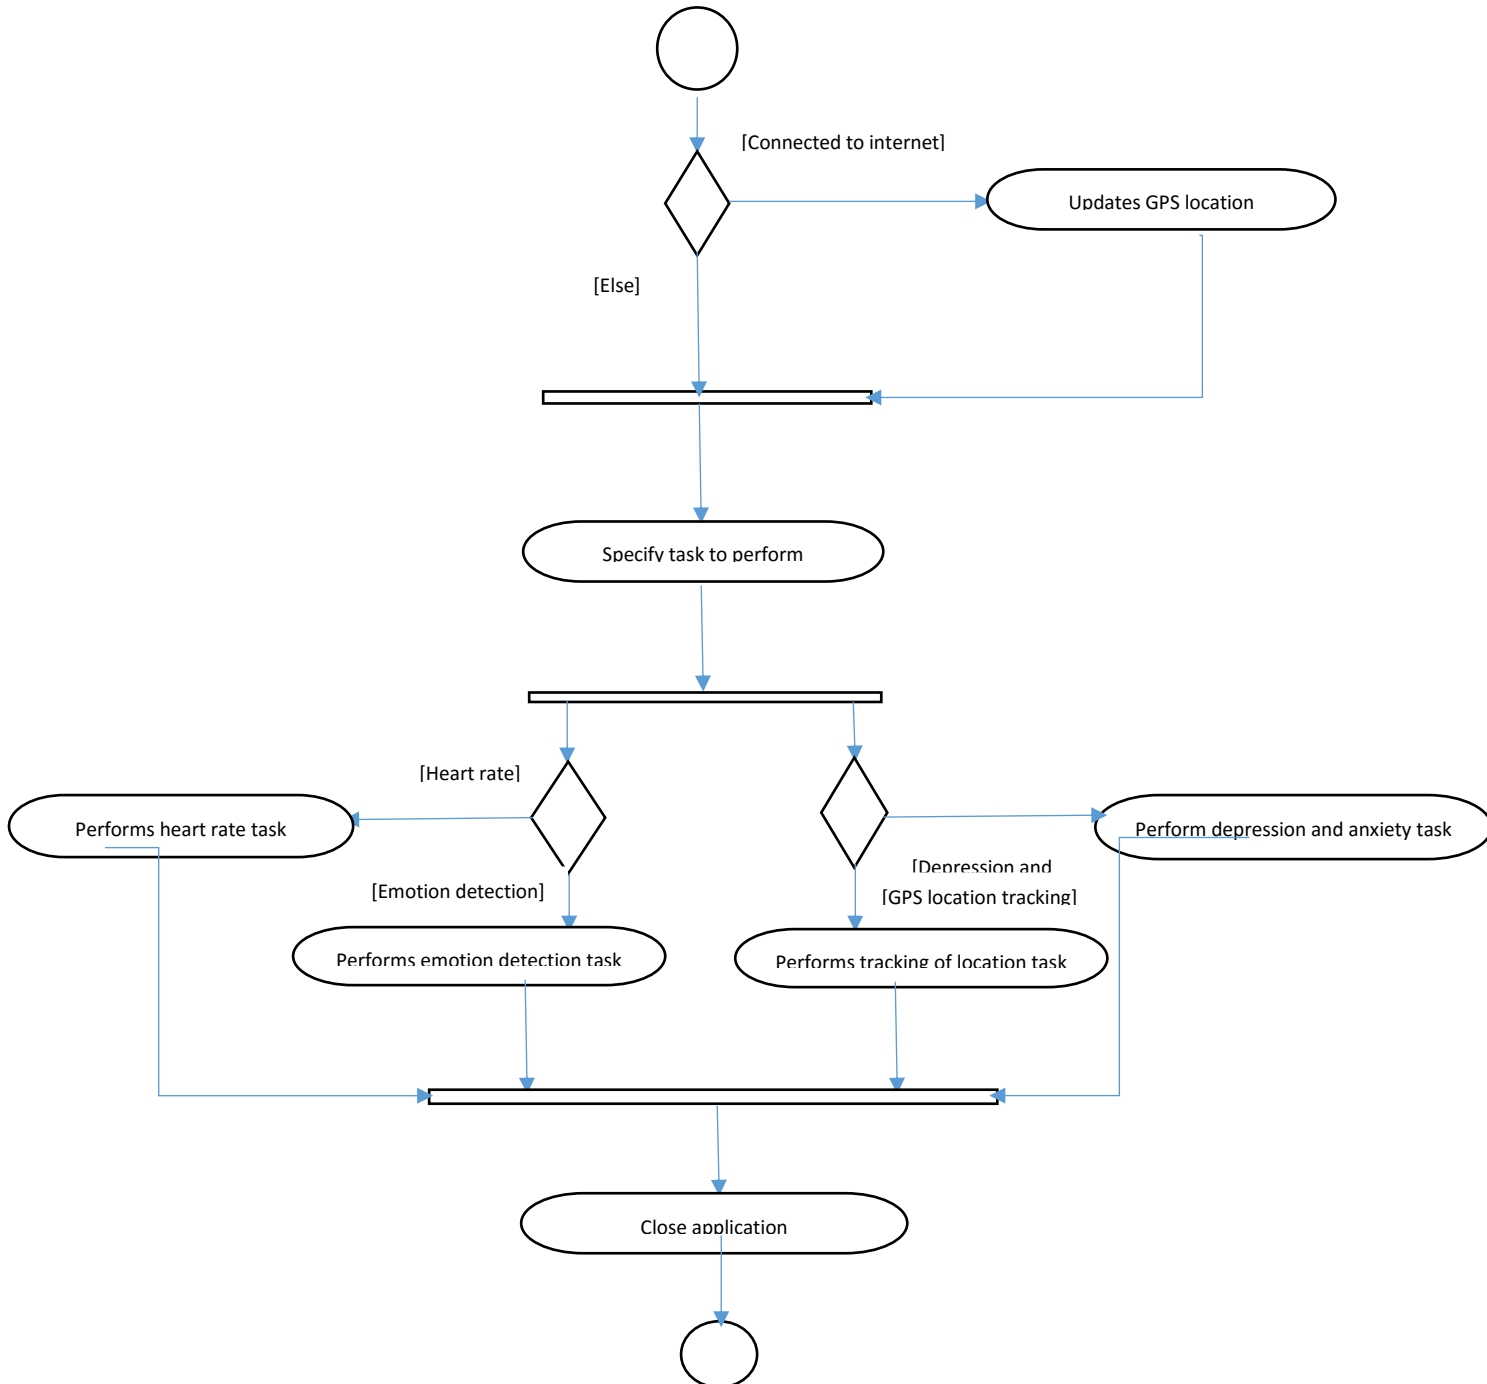 [Connected to internet]
Updates GPS location
[Else]
Specify task to perform
[Heart rate]
Performs heart rate task
Perform depression and anxiety task
[Depression and
[Emotion detection]
[GPS location tracking]
Performs emotion detection task
Performs tracking of location task
Close application